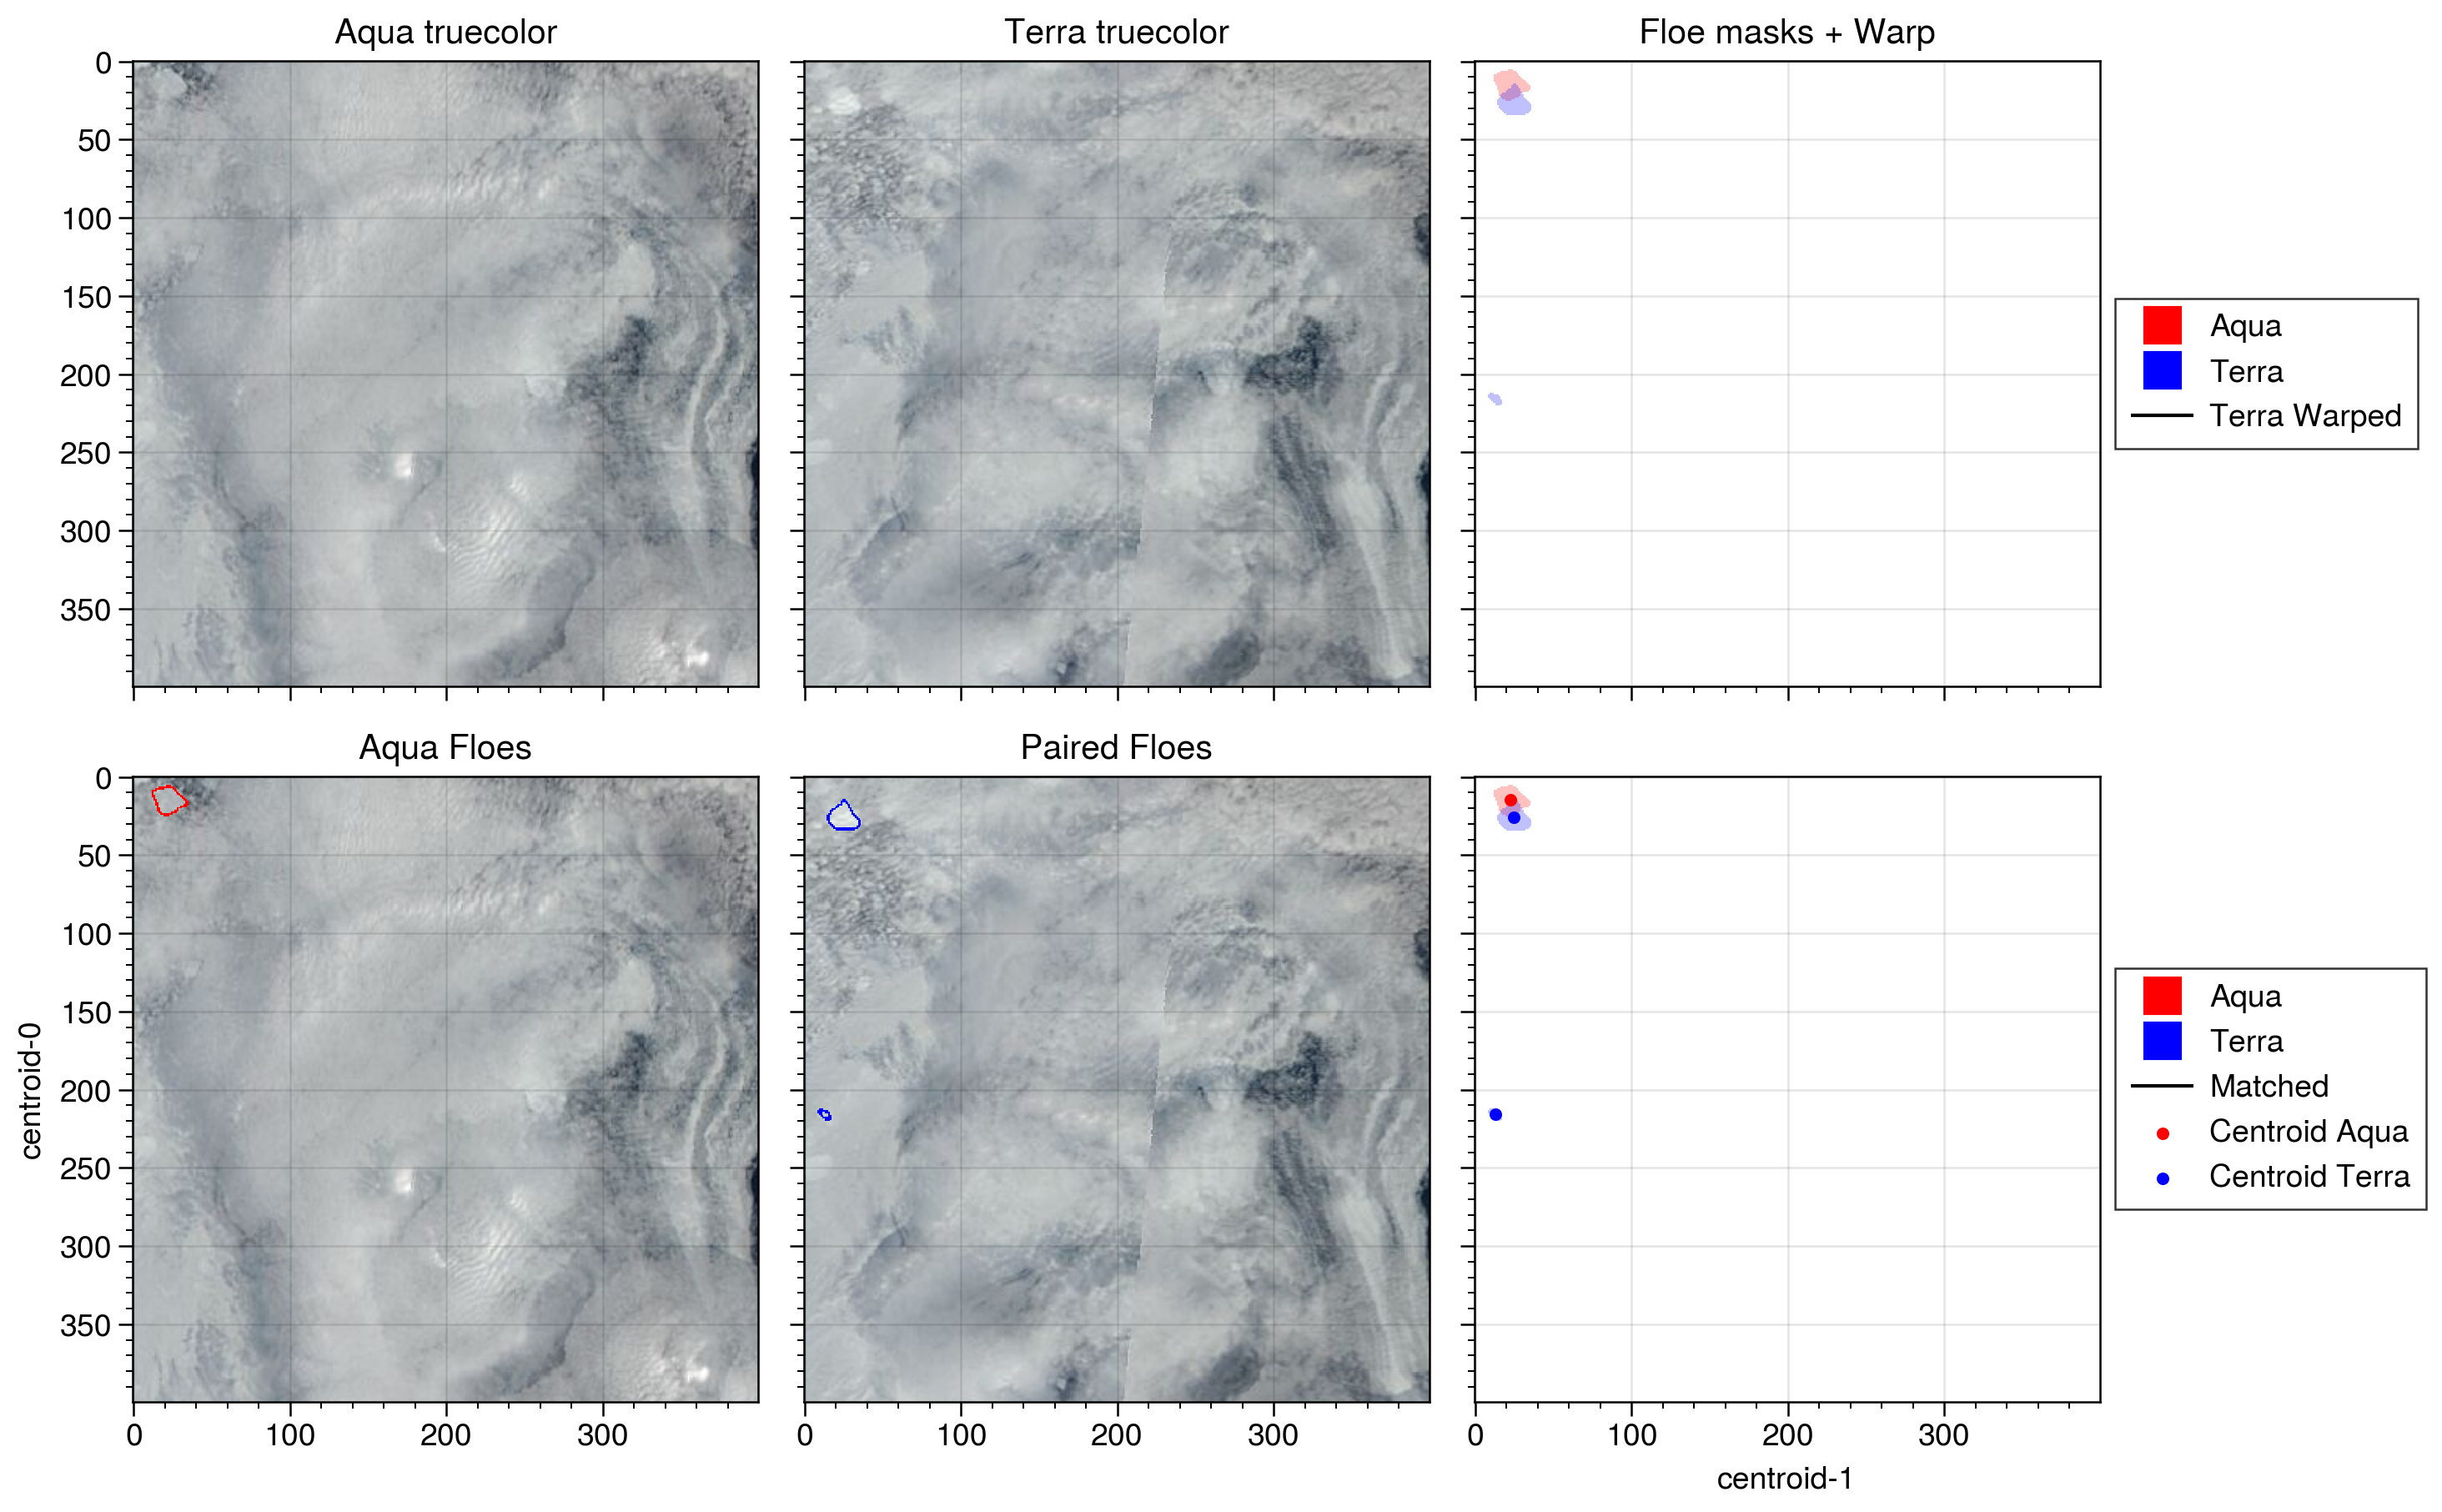 Aqua truecolor
Terra truecolor
Floe masks + Warp
0
50
100
150
200
250
300
350
Aqua
Terra
Terra Warped
Aqua Floes
Paired Floes
centroid-0
0
50
100
150
200
250
300
350
0 100 200 300
0 100 200 300
0 100 200 300
centroid-1
Aqua
Terra
Matched
Centroid Aqua
Centroid Terra